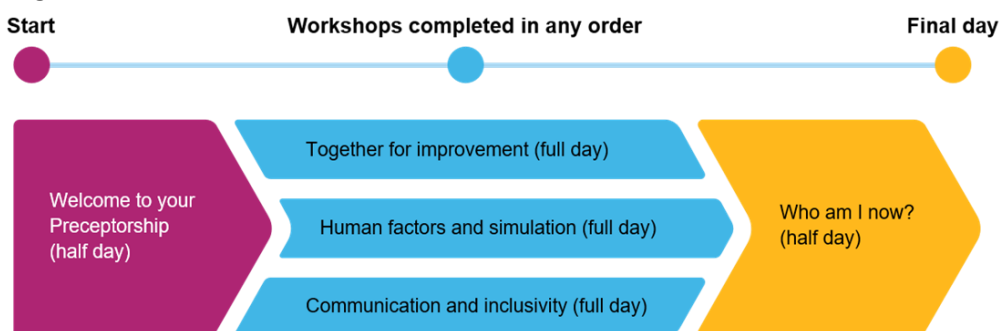 Start
Workshops completed in any order
Final day
Welcome to your
Preceptorship
(half day)
Together for improvement (full day)
Human factors and simulation (full day)
Communication and inclusivity (full day)
Who am I now?
(half day)